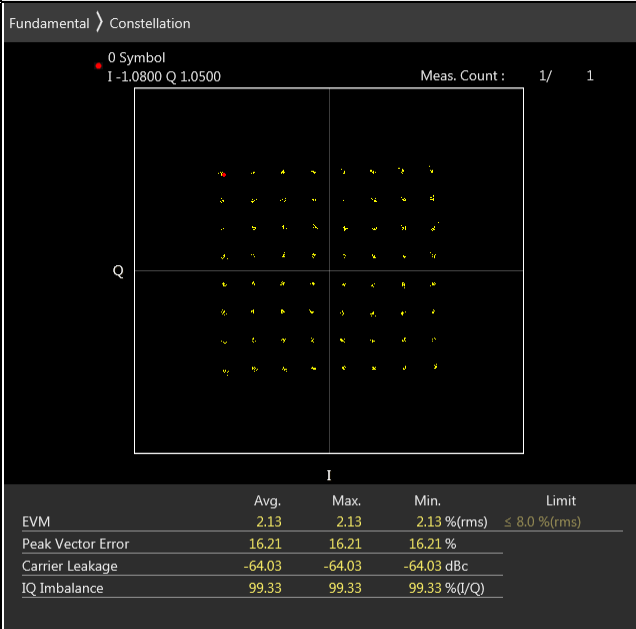 Fundamental 〉 Constellation
0 Symbol
I -1.0800 Q 1.0500
Meas. Count : 1/ 1
Q
I
Avg. Max. Min. Limit
EVM 2.13 2.13 2.13 %(rms) ≤ 8.0 %(rms)
Peak Vector Error 16.21 16.21 16.21 %
Carrier Leakage -64.03 -64.03 -64.03 dBc
IQ Imbalance 99.33 99.33 99.33 %(I/Q)